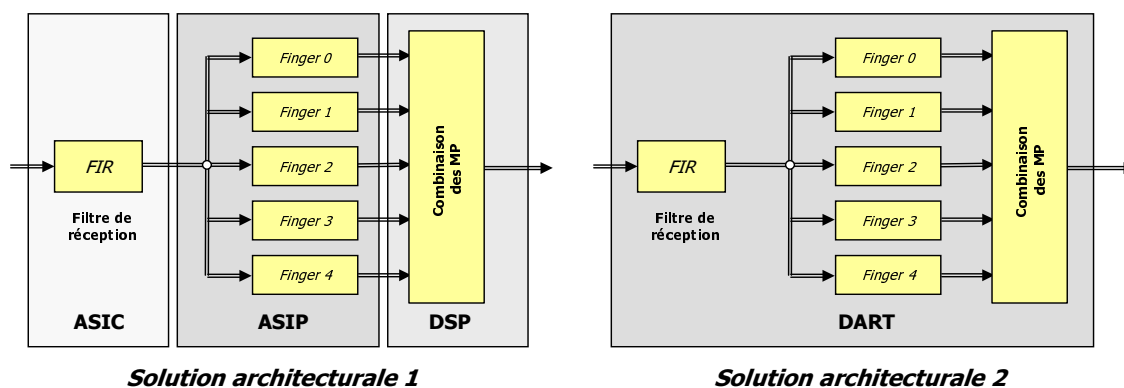 Finger 0
Finger 1
Finger 2
Finger 3
Finger 4
FIR
Filtre de
réception
Combinaison
des MP
ASIC
ASIP
DSP
Solution architecturale 1
Finger 0
Finger 1
Finger 2
Finger 3
Finger 4
FIR
Filtre de
réception
Combinaison
des MP
DART
Solution architecturale 2